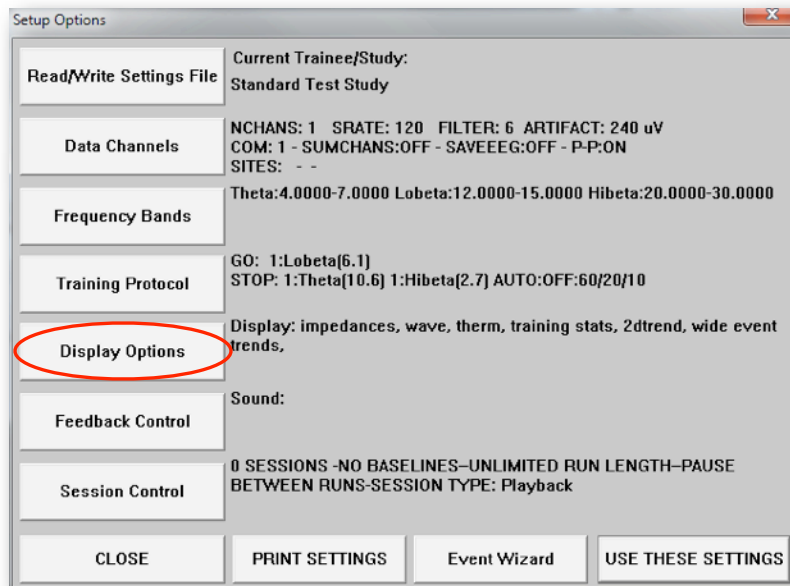 Setup Options
Read/Write Settings File
Current Trainee/Study:
Standard Test Study
Data Channels
NCHANS: 1 SRATE: 120 FILTER: 6 ARTIFACT: 240 uV
COM: 1 - SUMCHANS:OFF - SAVEEEG:OFF - P-P:ON
SITES: - -
Frequency Bands
Theta:4.0000-7.0000 Lobeta:12.0000-15.0000 Hibeta:20.0000-30.0000
Training Protocol
GO: 1:Lobeta(6.1)
STOP: 1:Theta(10.6) 1:Hibeta(2.7) AUTO:OFF:60/20/10
Display Options
Display: impedances, wave, therm, training stats, 2dtrend, wide event
trends,
Feedback Control
Sound:
Session Control
0 SESSIONS -NO BASELINES--UNLIMITED RUN LENGTH--PAUSE
BETWEEN RUNS-SESSION TYPE: Playback
CLOSE
PRINT SETTINGS
Event Wizard
USE THESE SETTINGS